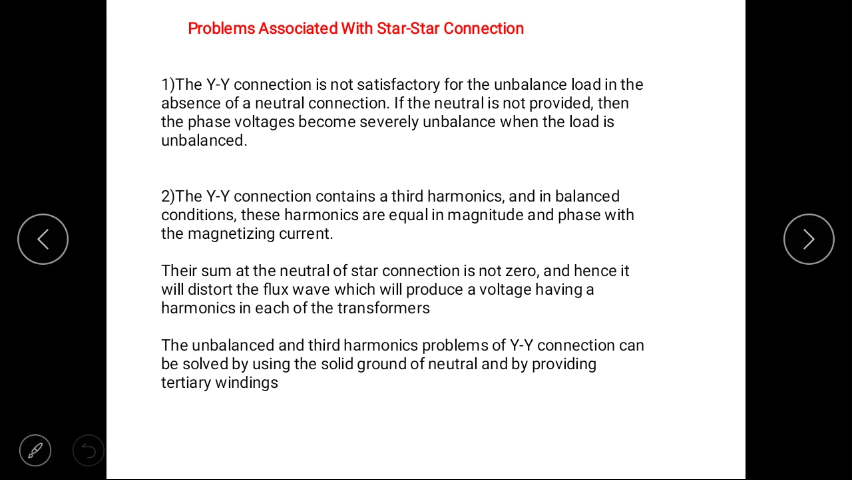 Problems Associated With Star-Star Connection
1)The Y-Y connection is not satisfactory for the unbalance load in the
absence of a neutral connection. If the neutral is not provided, then
the phase voltages become severely unbalance when the load is
unbalanced.
2)The Y-Y connection contains a third harmonics, and in balanced
conditions, these harmonics are equal in magnitude and phase with
the magnetizing current.
Their sum at the neutral of star connection is not zero, and hence it
will distort the flux wave which will produce a voltage having a
harmonics in each of the transformers
The unbalanced and third harmonics problems of Y-Y connection can
be solved by using the solid ground of neutral and by providing
tertiary windings